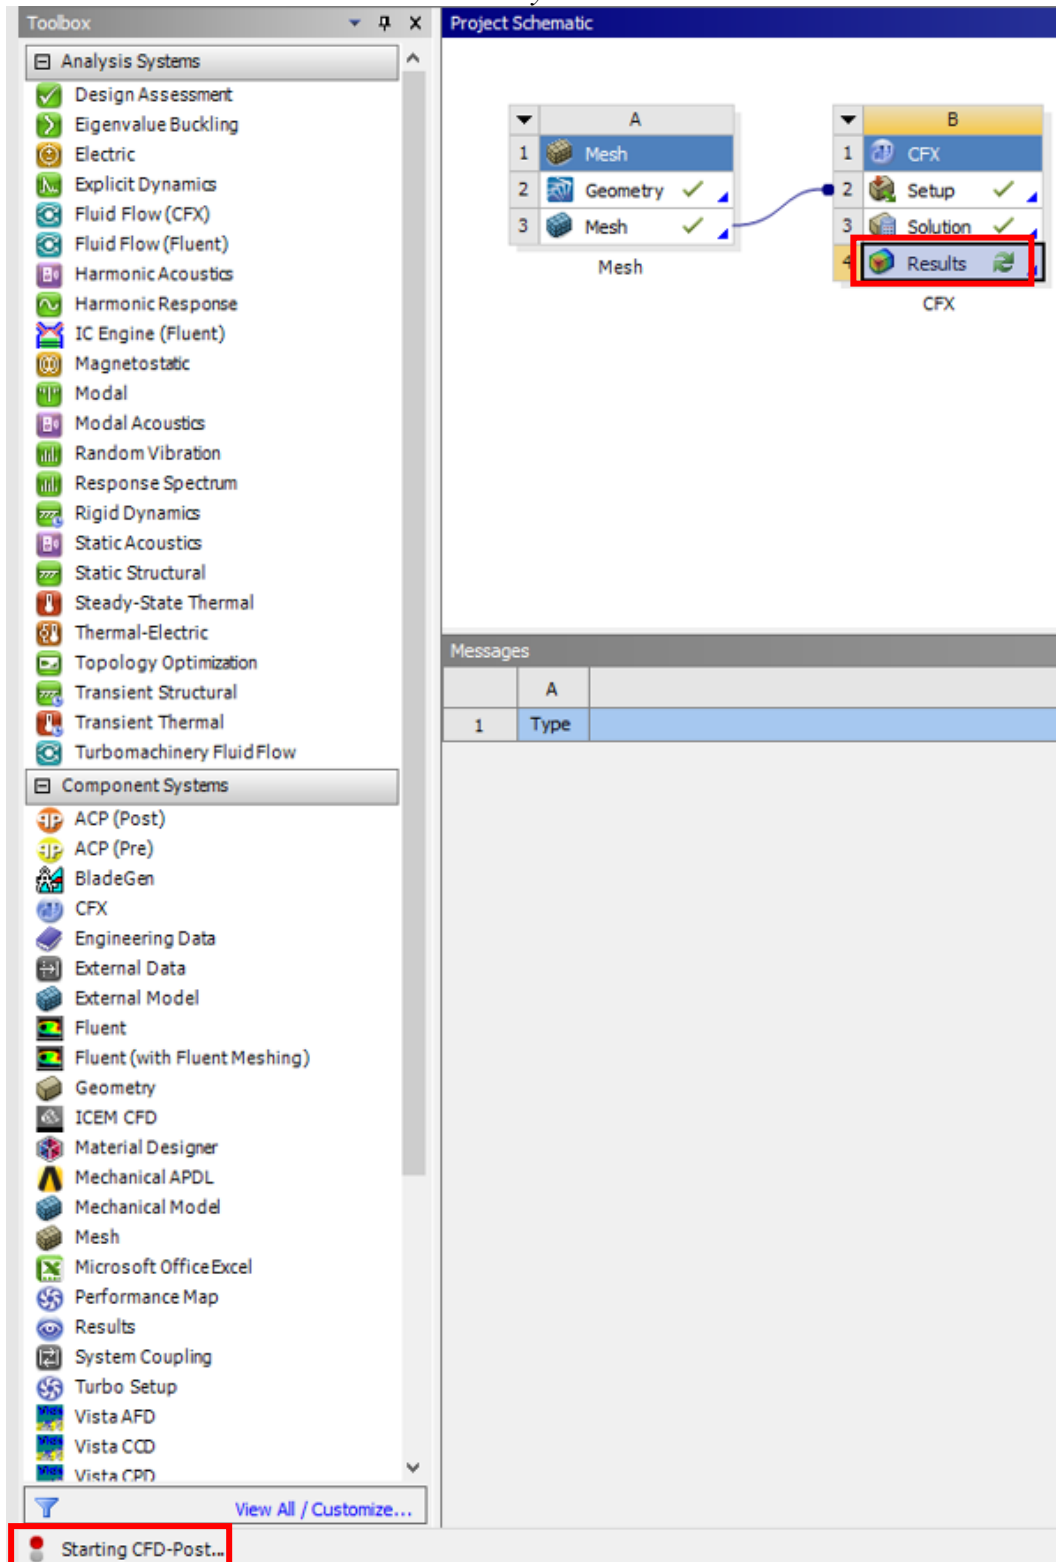 Toolbox
Analysis Systems
Design Assessment
Eigenvalue Buckling
Electric
Explicit Dynamics
Fluid Flow (CFX)
Fluid Flow (Fluent)
Harmonic Acoustics
Harmonic Response
IC Engine (Fluent)
Magnetostatic
Modal
Modal Acoustics
Random Vibration
Response Spectrum
Rigid Dynamics
Static Acoustics
Static Structural
Steady-State Thermal
Thermal-Electric
Topology Optimization
Transient Structural
Transient Thermal
Turbomachinery Fluid Flow
Component Systems
ACP (Post)
ACP (Pre)
BladeGen
CFX
Engineering Data
External Data
External Model
Fluent
Fluent (with Fluent Meshing)
Geometry
ICEM CFD
Material Designer
Mechanical APDL
Mechanical Model
Mesh
Microsoft Office Excel
Performance Map
Results
System Coupling
Turbo Setup
Vista AFD
Vista CCD
Vista CPD
View All / Customize...
Starting CFD-Post...
Project Schematic
A
1 Mesh
2 Geometry
3 Mesh
Mesh
B
1 CFX
2 Setup
3 Solution
4 Results
CFX
Messages
A
1 Type